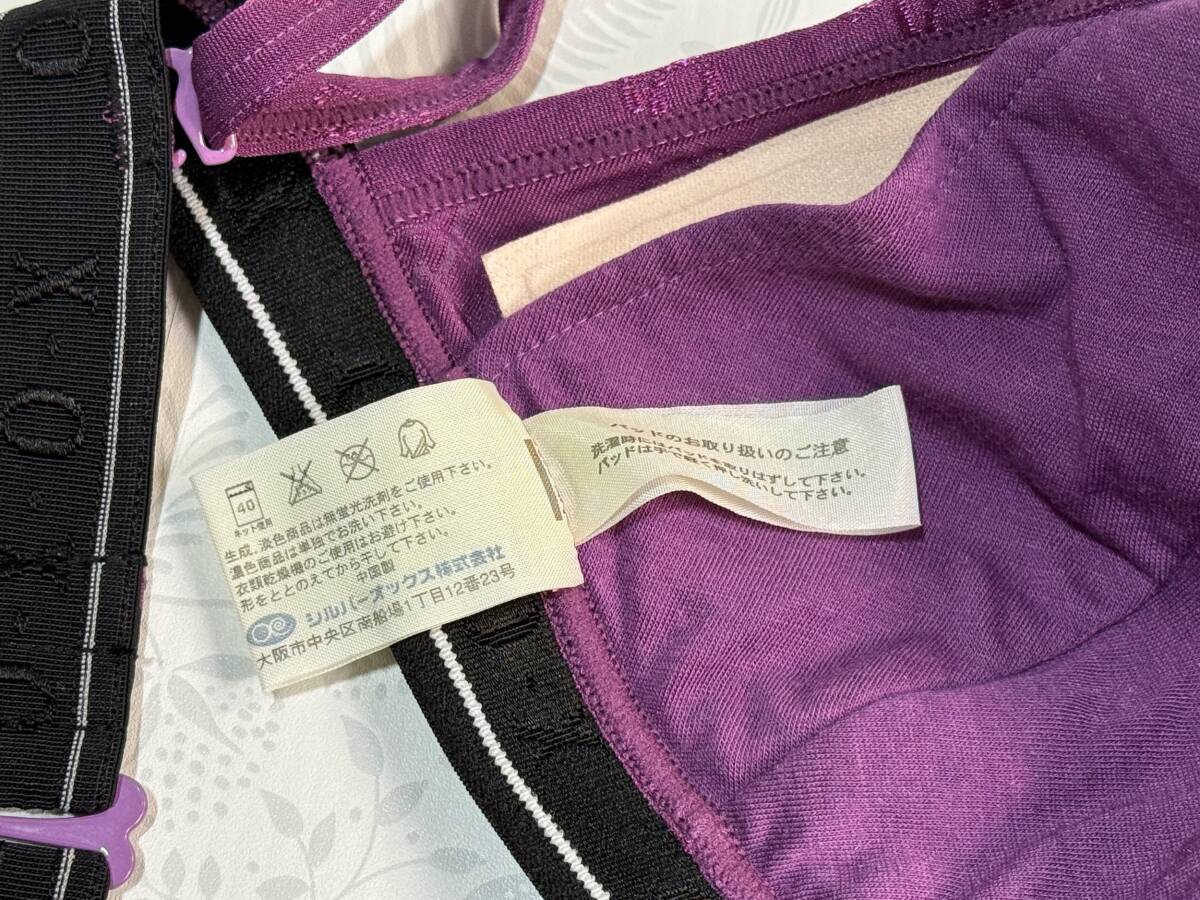 40
ネット使用
生成、淡色商品は無蛍光洗剤をご使用下さい。
濃色商品は単独でお洗い下さい。
衣類乾燥機のご使用はお避け下さい。
形をととのえてから干して下さい。
中国製
シルバーオックス株式会社
大阪市中央区南船場1丁目12番23号
パッドのお取り扱いのご注意
洗濯時にはパッドを取りはずして下さい。
パッドは手で軽く押し洗いして下さい。